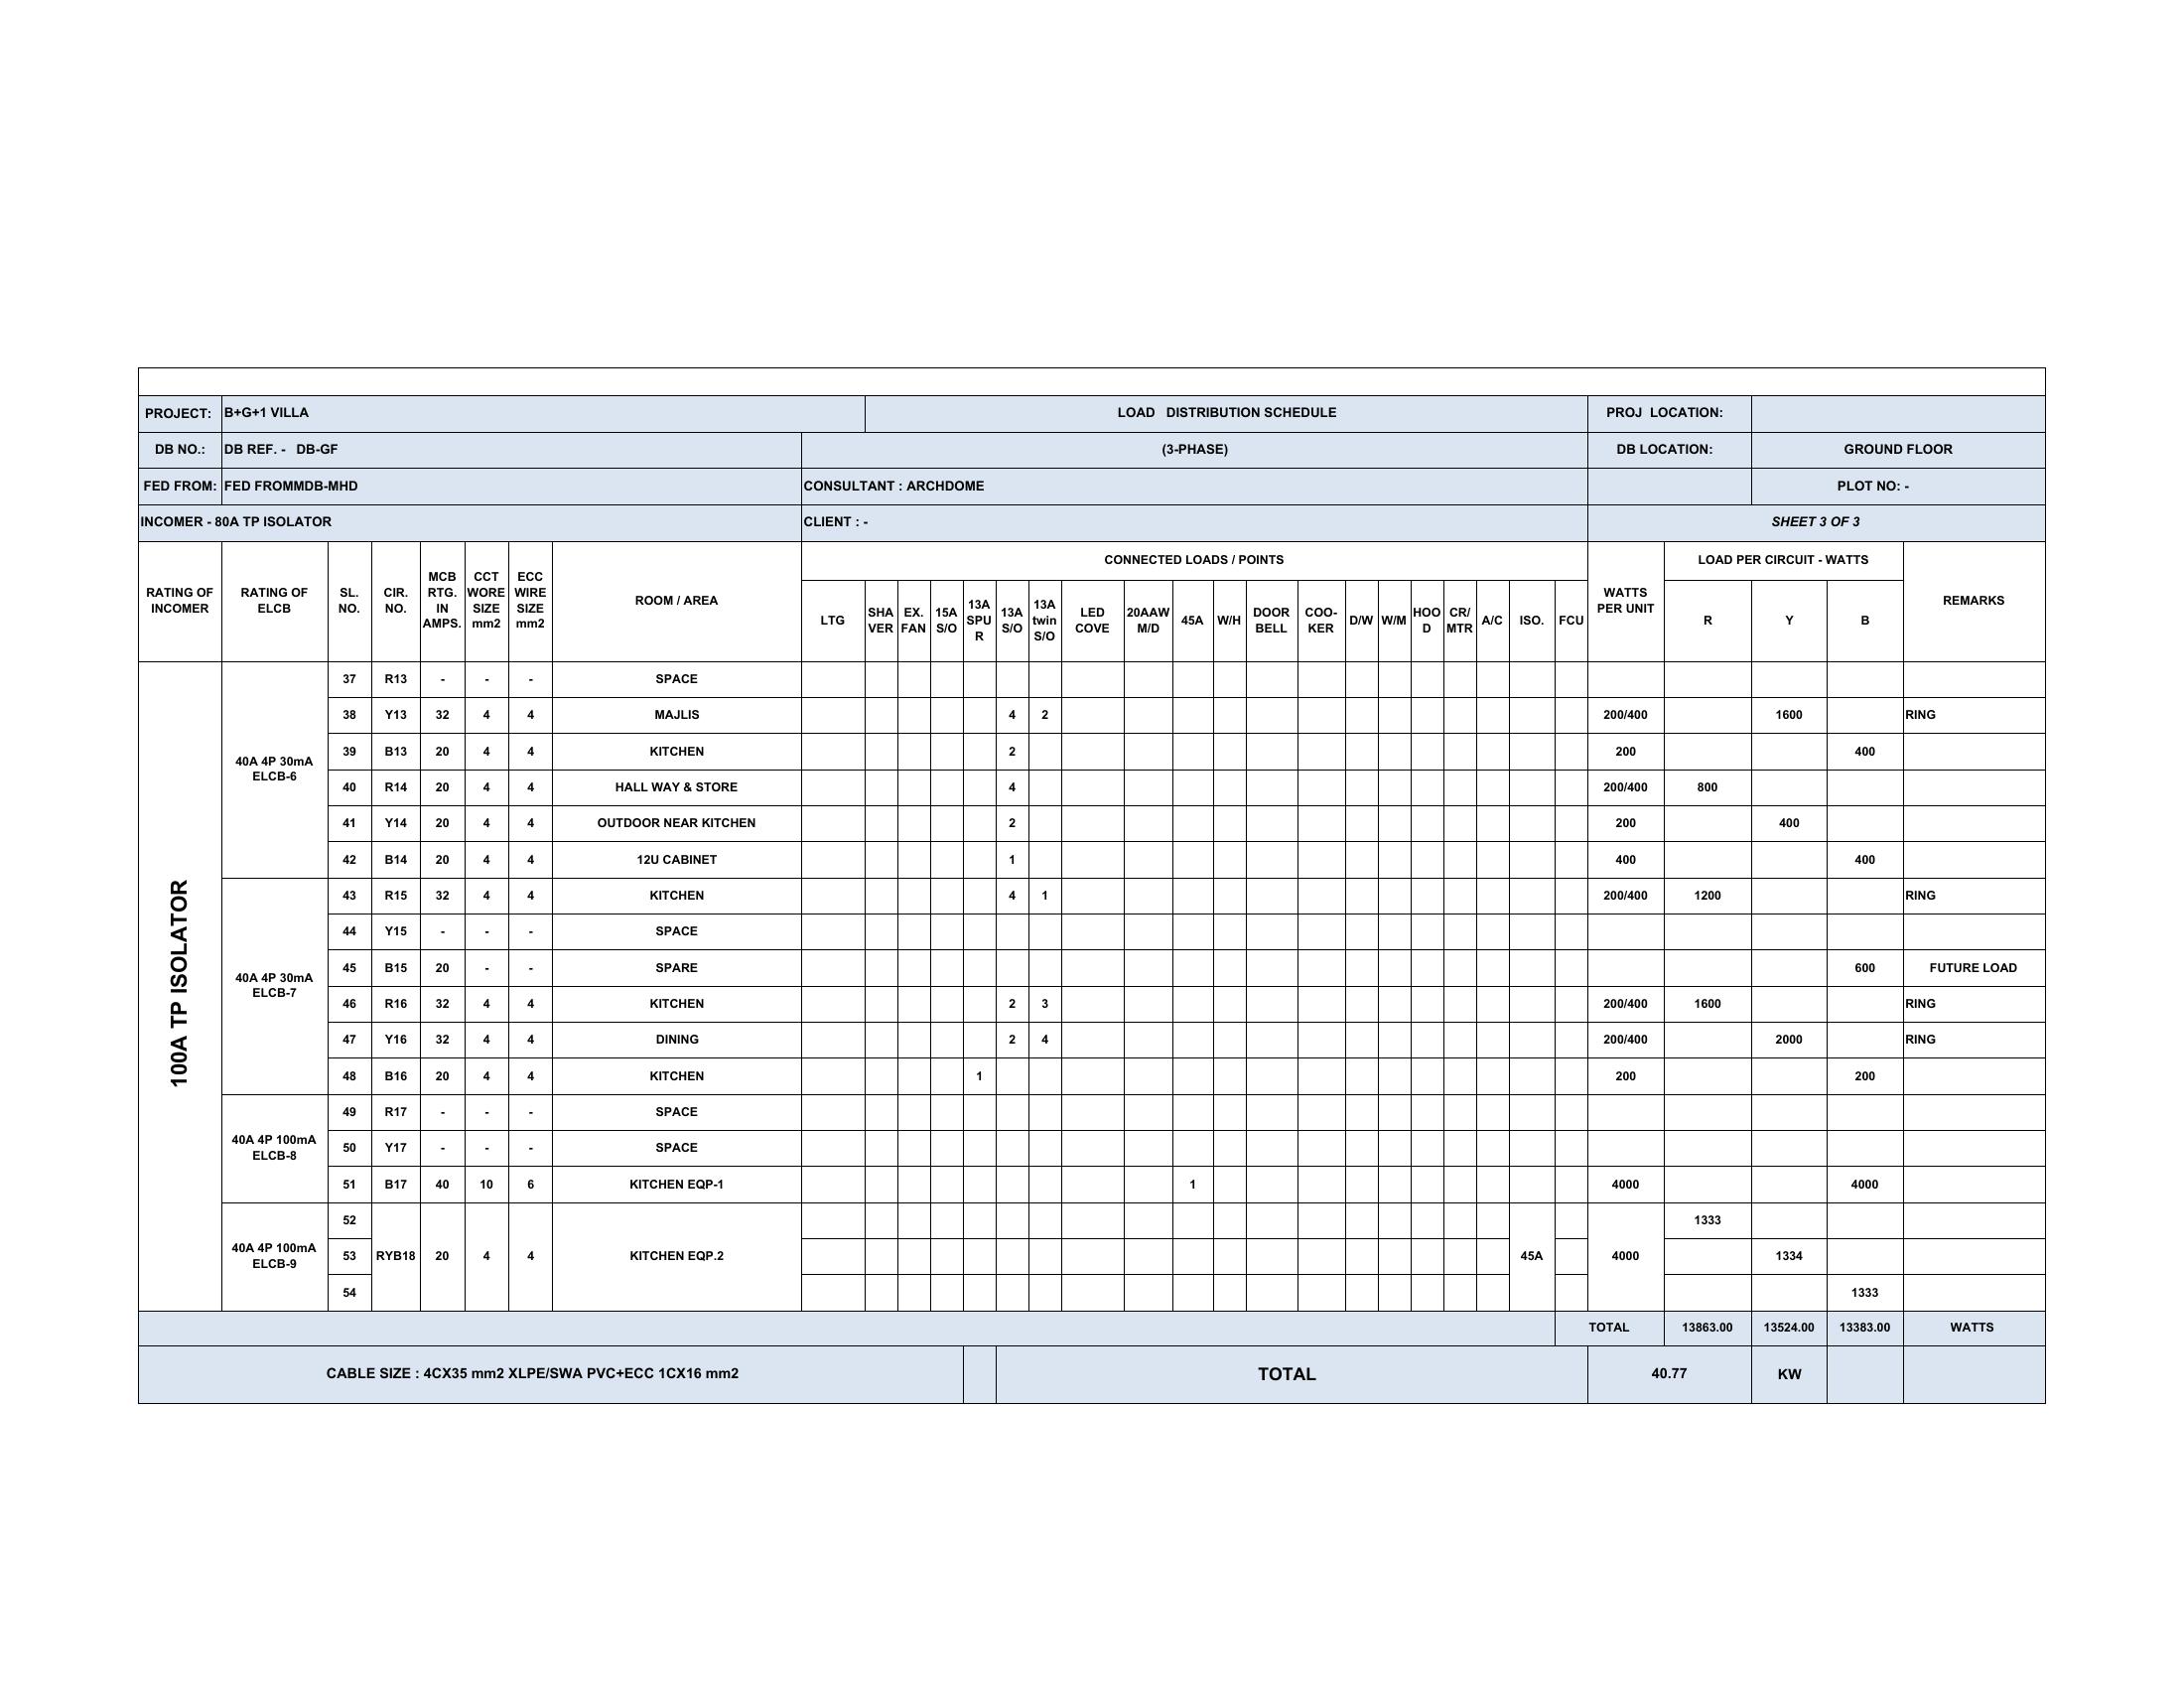 PROJECT: B+G+1 VILLA LOAD DISTRIBUTION SCHEDULE PROJ LOCATION:
DB NO.: DB REF. - DB-GF (3-PHASE) DB LOCATION: GROUND FLOOR
FED FROM: FED FROMMDB-MHD CONSULTANT : ARCHDOME PLOT NO: -
INCOMER - 80A TP ISOLATOR CLIENT : - SHEET 3 OF 3
RATING OF INCOMER RATING OF ELCB SL. NO. CIR. NO. MCB RTG. IN AMPS. CCT WORE SIZE mm2 ECC WIRE SIZE mm2 ROOM / AREA CONNECTED LOADS / POINTS WATTS PER UNIT LOAD PER CIRCUIT - WATTS REMARKS
LTG SHA VER EX. FAN 15A S/O 13A SPU R 13A S/O 13A twin S/O LED COVE 20AAW M/D 45A W/H DOOR BELL COO- KER D/W W/M HOO D CR/ MTR A/C ISO. FCU R Y B
100A TP ISOLATOR
40A 4P 30mA ELCB-6
37 R13 - - - SPACE
38 Y13 32 4 4 MAJLIS 4 2 200/400 1600 RING
39 B13 20 4 4 KITCHEN 2 200 400
40 R14 20 4 4 HALL WAY & STORE 4 200/400 800
41 Y14 20 4 4 OUTDOOR NEAR KITCHEN 2 200 400
42 B14 20 4 4 12U CABINET 1 400 400
40A 4P 30mA ELCB-7
43 R15 32 4 4 KITCHEN 4 1 200/400 1200 RING
44 Y15 - - - SPACE
45 B15 20 - - SPARE 600 FUTURE LOAD
46 R16 32 4 4 KITCHEN 2 3 200/400 1600 RING
47 Y16 32 4 4 DINING 2 4 200/400 2000 RING
48 B16 20 4 4 KITCHEN 1 200 200
40A 4P 100mA ELCB-8
49 R17 - - - SPACE
50 Y17 - - - SPACE
51 B17 40 10 6 KITCHEN EQP-1 1 4000 4000
40A 4P 100mA ELCB-9
52 1333
53 RYB18 20 4 4 KITCHEN EQP.2 45A 4000 1334
54 1333
TOTAL 13863.00 13524.00 13383.00 WATTS
CABLE SIZE : 4CX35 mm2 XLPE/SWA PVC+ECC 1CX16 mm2 TOTAL 40.77 KW